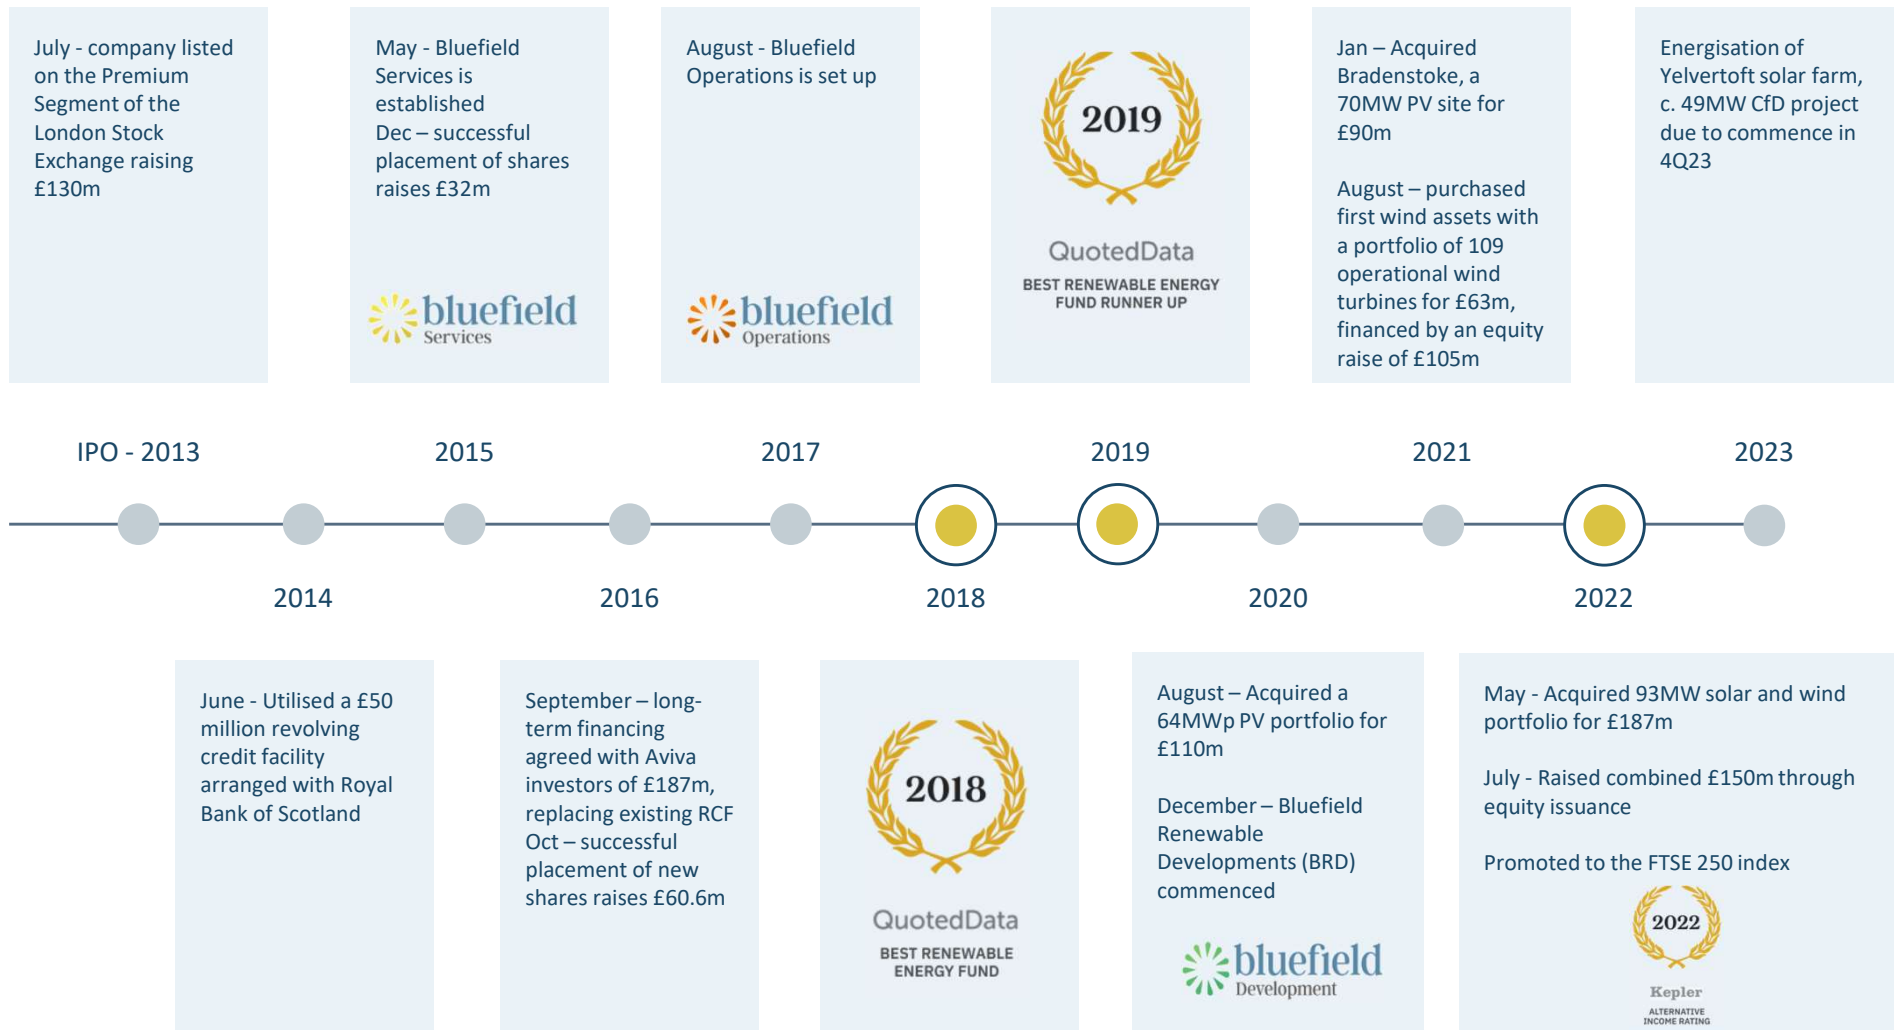 July - company listed
on the Premium
Segment of the
London Stock
Exchange raising
£130m
May - Bluefield
Services is
established
Dec – successful
placement of shares
raises £32m
bluefield
Services
August - Bluefield
Operations is set up
bluefield
Operations
2019
QuotedData
BEST RENEWABLE ENERGY
FUND RUNNER UP
Jan – Acquired
Bradenstoke, a
70MW PV site for
£90m
August – purchased
first wind assets with
a portfolio of 109
operational wind
turbines for £63m,
financed by an equity
raise of £105m
Energisation of
Yelvertoft solar farm,
c. 49MW CfD project
due to commence in
4Q23
IPO - 2013
2015
2017
2019
2021
2023
2014
2016
2018
2020
2022
June - Utilised a £50
million revolving
credit facility
arranged with Royal
Bank of Scotland
September – long-
term financing
agreed with Aviva
investors of £187m,
replacing existing RCF
Oct – successful
placement of new
shares raises £60.6m
2018
QuotedData
BEST RENEWABLE
ENERGY FUND
August – Acquired a
64MWp PV portfolio for
£110m
December – Bluefield
Renewable
Developments (BRD)
commenced
bluefield
Development
May - Acquired 93MW solar and wind
portfolio for £187m
July - Raised combined £150m through
equity issuance
Promoted to the FTSE 250 index
2022
Kepler
ALTERNATIVE
INCOME RATING